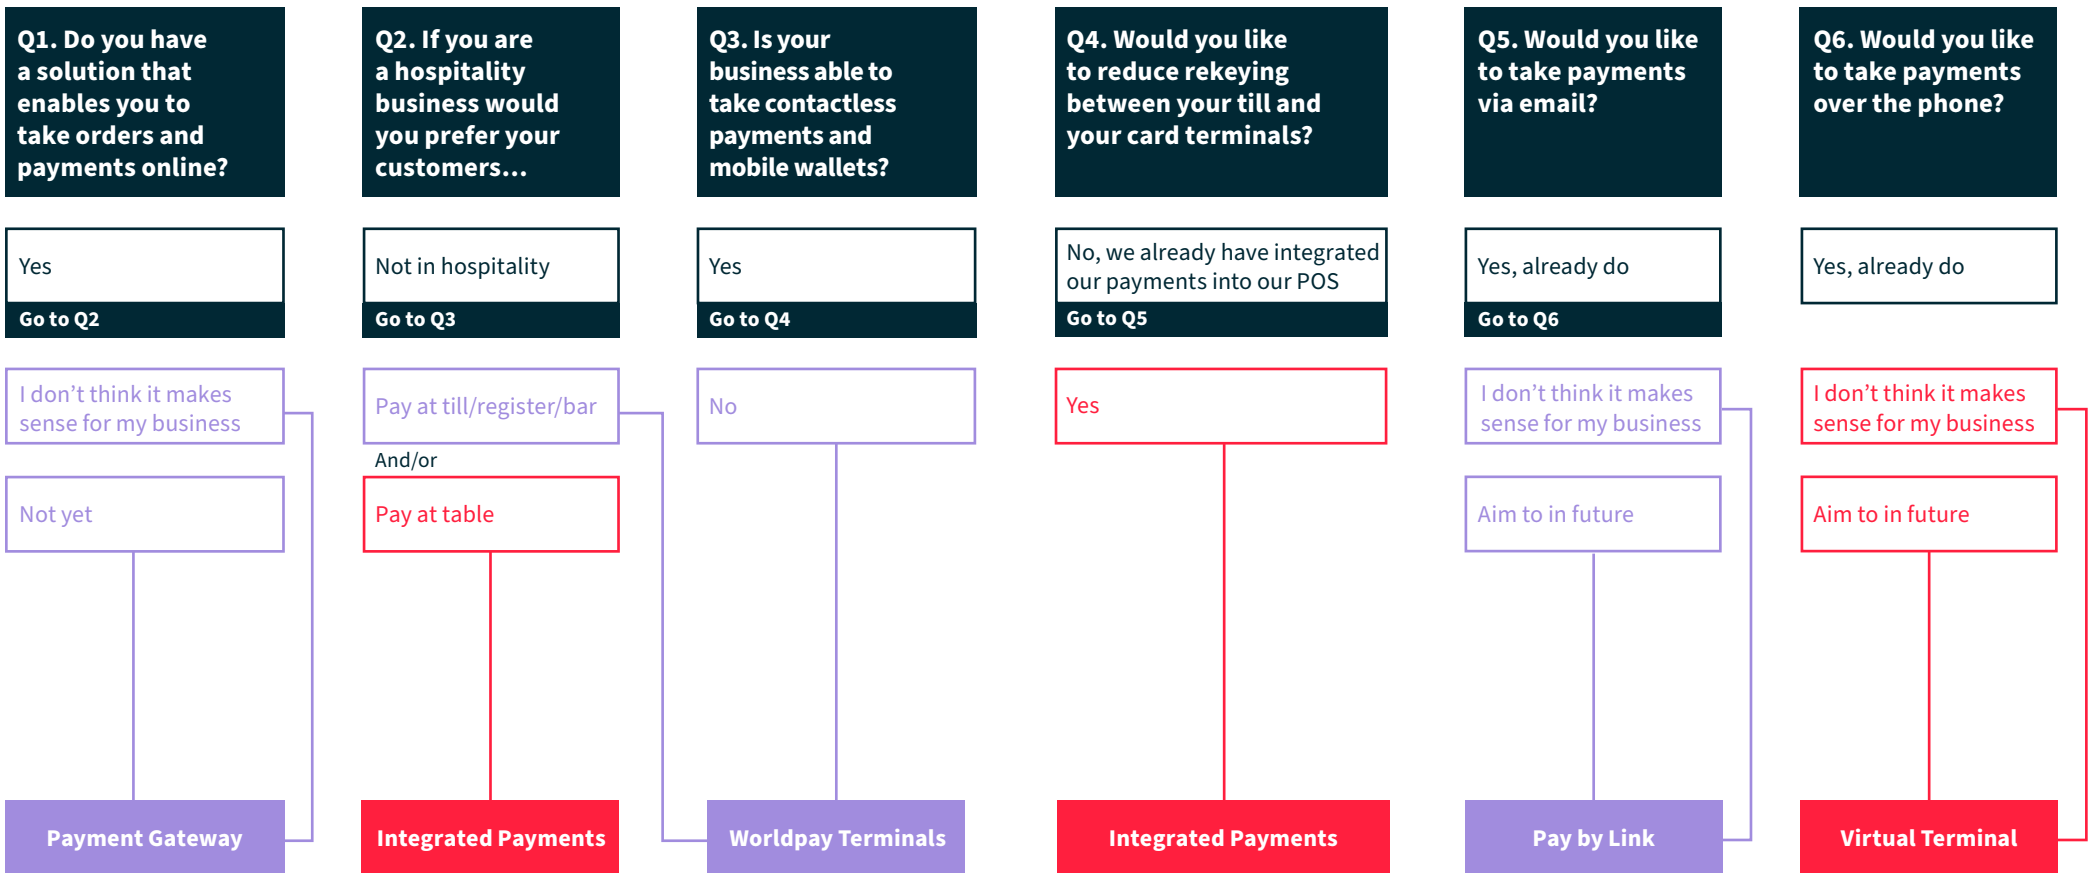 Q1. Do you have
a solution that
enables you to
take orders and
payments online?
Yes
Go to Q2
I don’t think it makes
sense for my business
Not yet
Payment Gateway
Q2. If you are
a hospitality
business would
you prefer your
customers…
Not in hospitality
Go to Q3
Pay at till/register/bar
And/or
Pay at table
Integrated Payments
Q3. Is your
business able to
take contactless
payments and
mobile wallets?
Yes
Go to Q4
No
Worldpay Terminals
Q4. Would you like
to reduce rekeying
between your till and
your card terminals?
No, we already have integrated
our payments into our POS
Go to Q5
Yes
Integrated Payments
Q5. Would you like
to take payments
via email?
Yes, already do
Go to Q6
I don’t think it makes
sense for my business
Aim to in future
Pay by Link
Q6. Would you like
to take payments
over the phone?
Yes, already do
I don’t think it makes
sense for my business
Aim to in future
Virtual Terminal